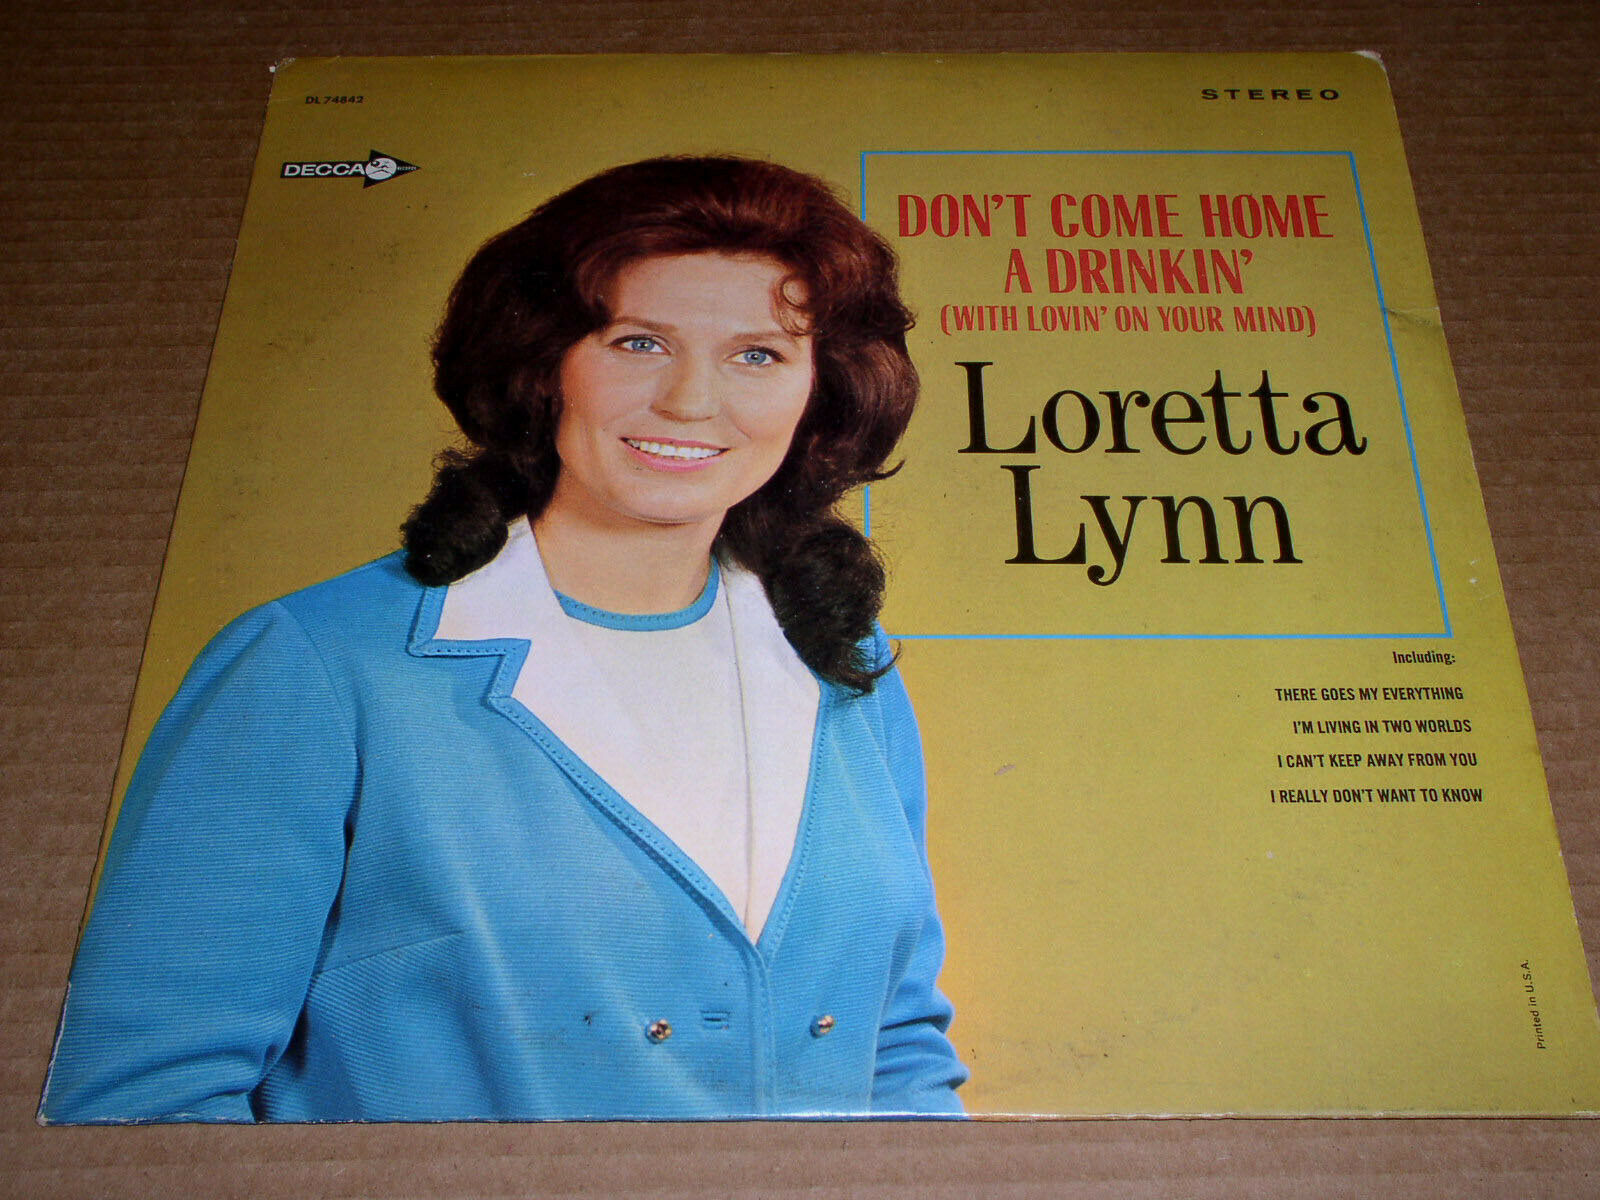 DL 74842
STEREO
DECCA RECORDS
DON'T COME HOME
A DRINKIN'
(WITH LOVIN' ON YOUR MIND)
Loretta
Lynn
Including:
THERE GOES MY EVERYTHING
I'M LIVING IN TWO WORLDS
I CAN'T KEEP AWAY FROM YOU
I REALLY DON'T WANT TO KNOW
Printed in U.S.A.